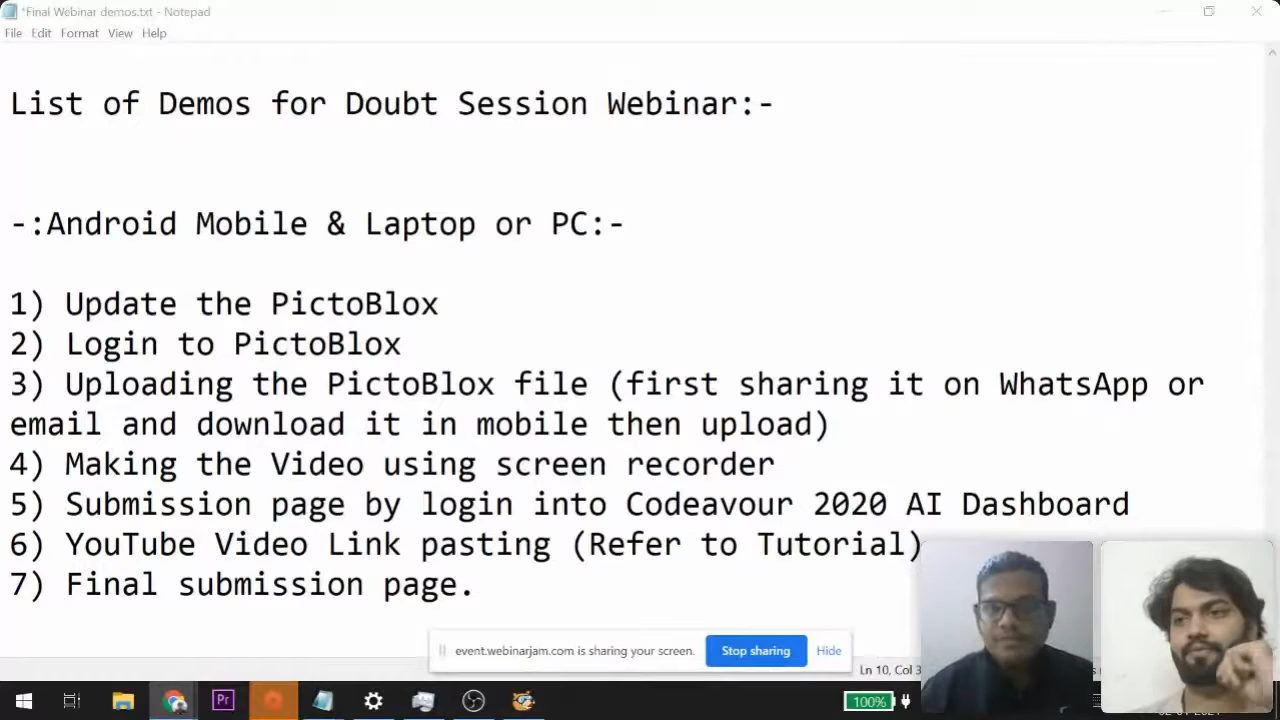 *Final Webinar demos.txt - Notepad
File Edit Format View Help
List of Demos for Doubt Session Webinar:-
-:Android Mobile & Laptop or PC:-
1) Update the PictoBlox
2) Login to PictoBlox
3) Uploading the PictoBlox file (first sharing it on WhatsApp or
email and download it in mobile then upload)
4) Making the Video using screen recorder
5) Submission page by login into Codeavour 2020 AI Dashboard
6) YouTube Video Link pasting (Refer to Tutorial)
7) Final submission page.
event.webinarjam.com is sharing your screen. Stop sharing Hide
Ln 10, Col 3
Pr
100%